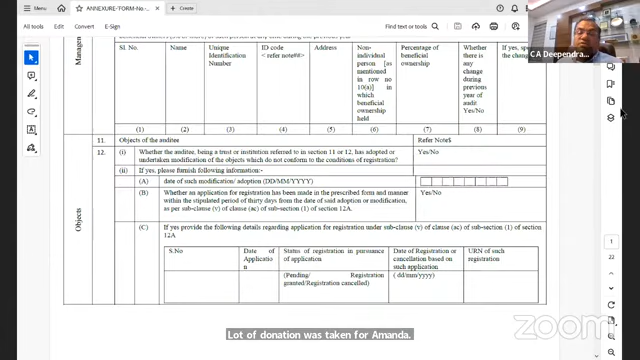 All tools
Edit
Convert
E-Sign
ANNEXURE-FORM-No-...
Create
Find text or tools
CA Deependra...
Managem
Sl. No.
Name
Unique Identification Number
ID code < refer note##>
Address
Non-individual person [as mentioned in row no 10(a)] in which beneficial ownership held
Percentage of beneficial ownership
Whether there is any change during previous year of audit Yes/No
If yes, spe the chang
(1) (2) (3) (4) (5) (6) (7) (8) (9)
Objects
11. Objects of the auditee Refer Note$
12. (i) Whether the auditee, being a trust or institution referred to in section 11 or 12, has adopted or Yes/No
undertaken modification of the objects which do not conform to the conditions of registration?
(ii) If yes, please furnish following information:-
(A) date of such modification/ adoption (DD/MM/YYYY)
(B) Whether an application for registration has been made in the prescribed form and manner Yes/No
within the stipulated period of thirty days from the date of said adoption or modification,
as per sub-clause (v) of clause (ac) of sub-section (1) of section 12A.
(C) If yes provide the following details regarding application for registration under sub-clause (v) of clause (ac) of sub-section (1) of section
12A
S.No
Date of Applicatio n
Status of registration in pursuance of application
Date of Registration or cancellation based on such application
URN of such registration
(Pending/ Registration granted/Registration cancelled)
( dd/mm/yyyy)
1
22
Lot of donation was taken for Amanda.
zoom